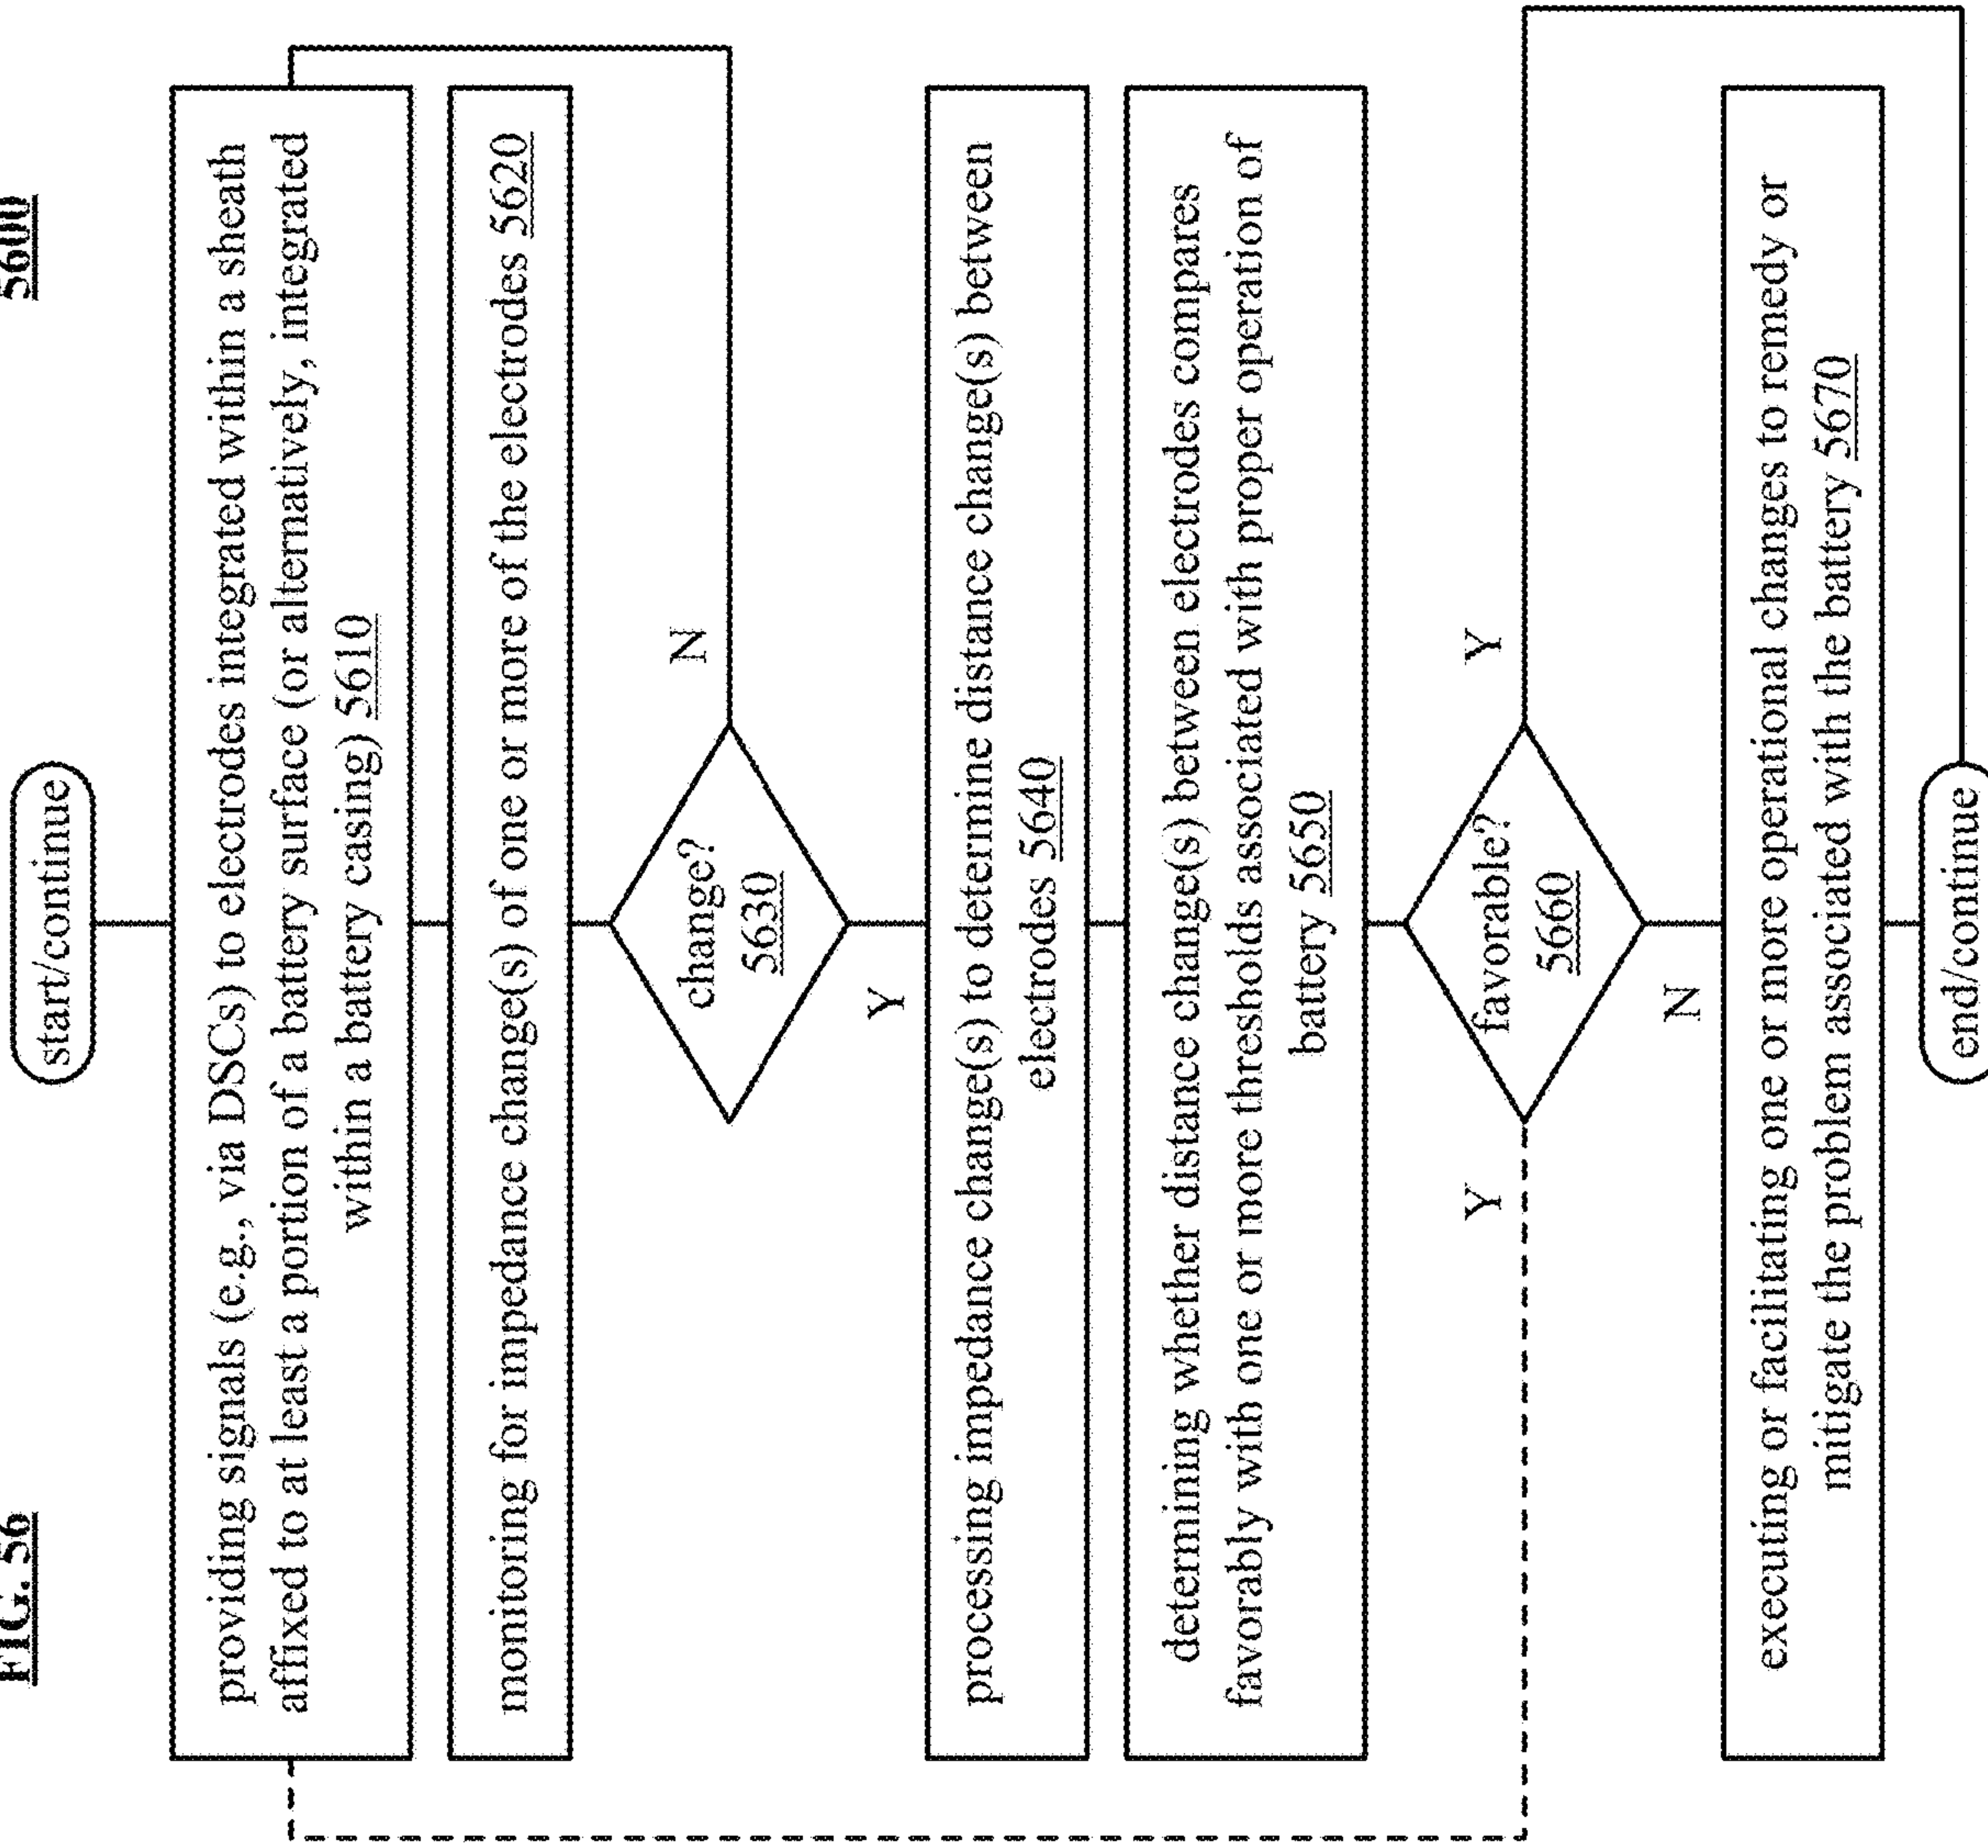 FIG. 56
5600
start/continue
providing signals (e.g., via DSCs) to electrodes integrated within a sheath
affixed to at least a portion of a battery surface (or alternatively, integrated
within a battery casing) 5610
monitoring for impedance change(s) of one or more of the electrodes 5620
change?
5630
N
Y
processing impedance change(s) to determine distance change(s) between
electrodes 5640
determining whether distance change(s) between electrodes compares
favorably with one or more thresholds associated with proper operation of
battery 5650
Y
favorable?
5660
Y
N
executing or facilitating one or more operational changes to remedy or
mitigate the problem associated with the battery 5670
end/continue